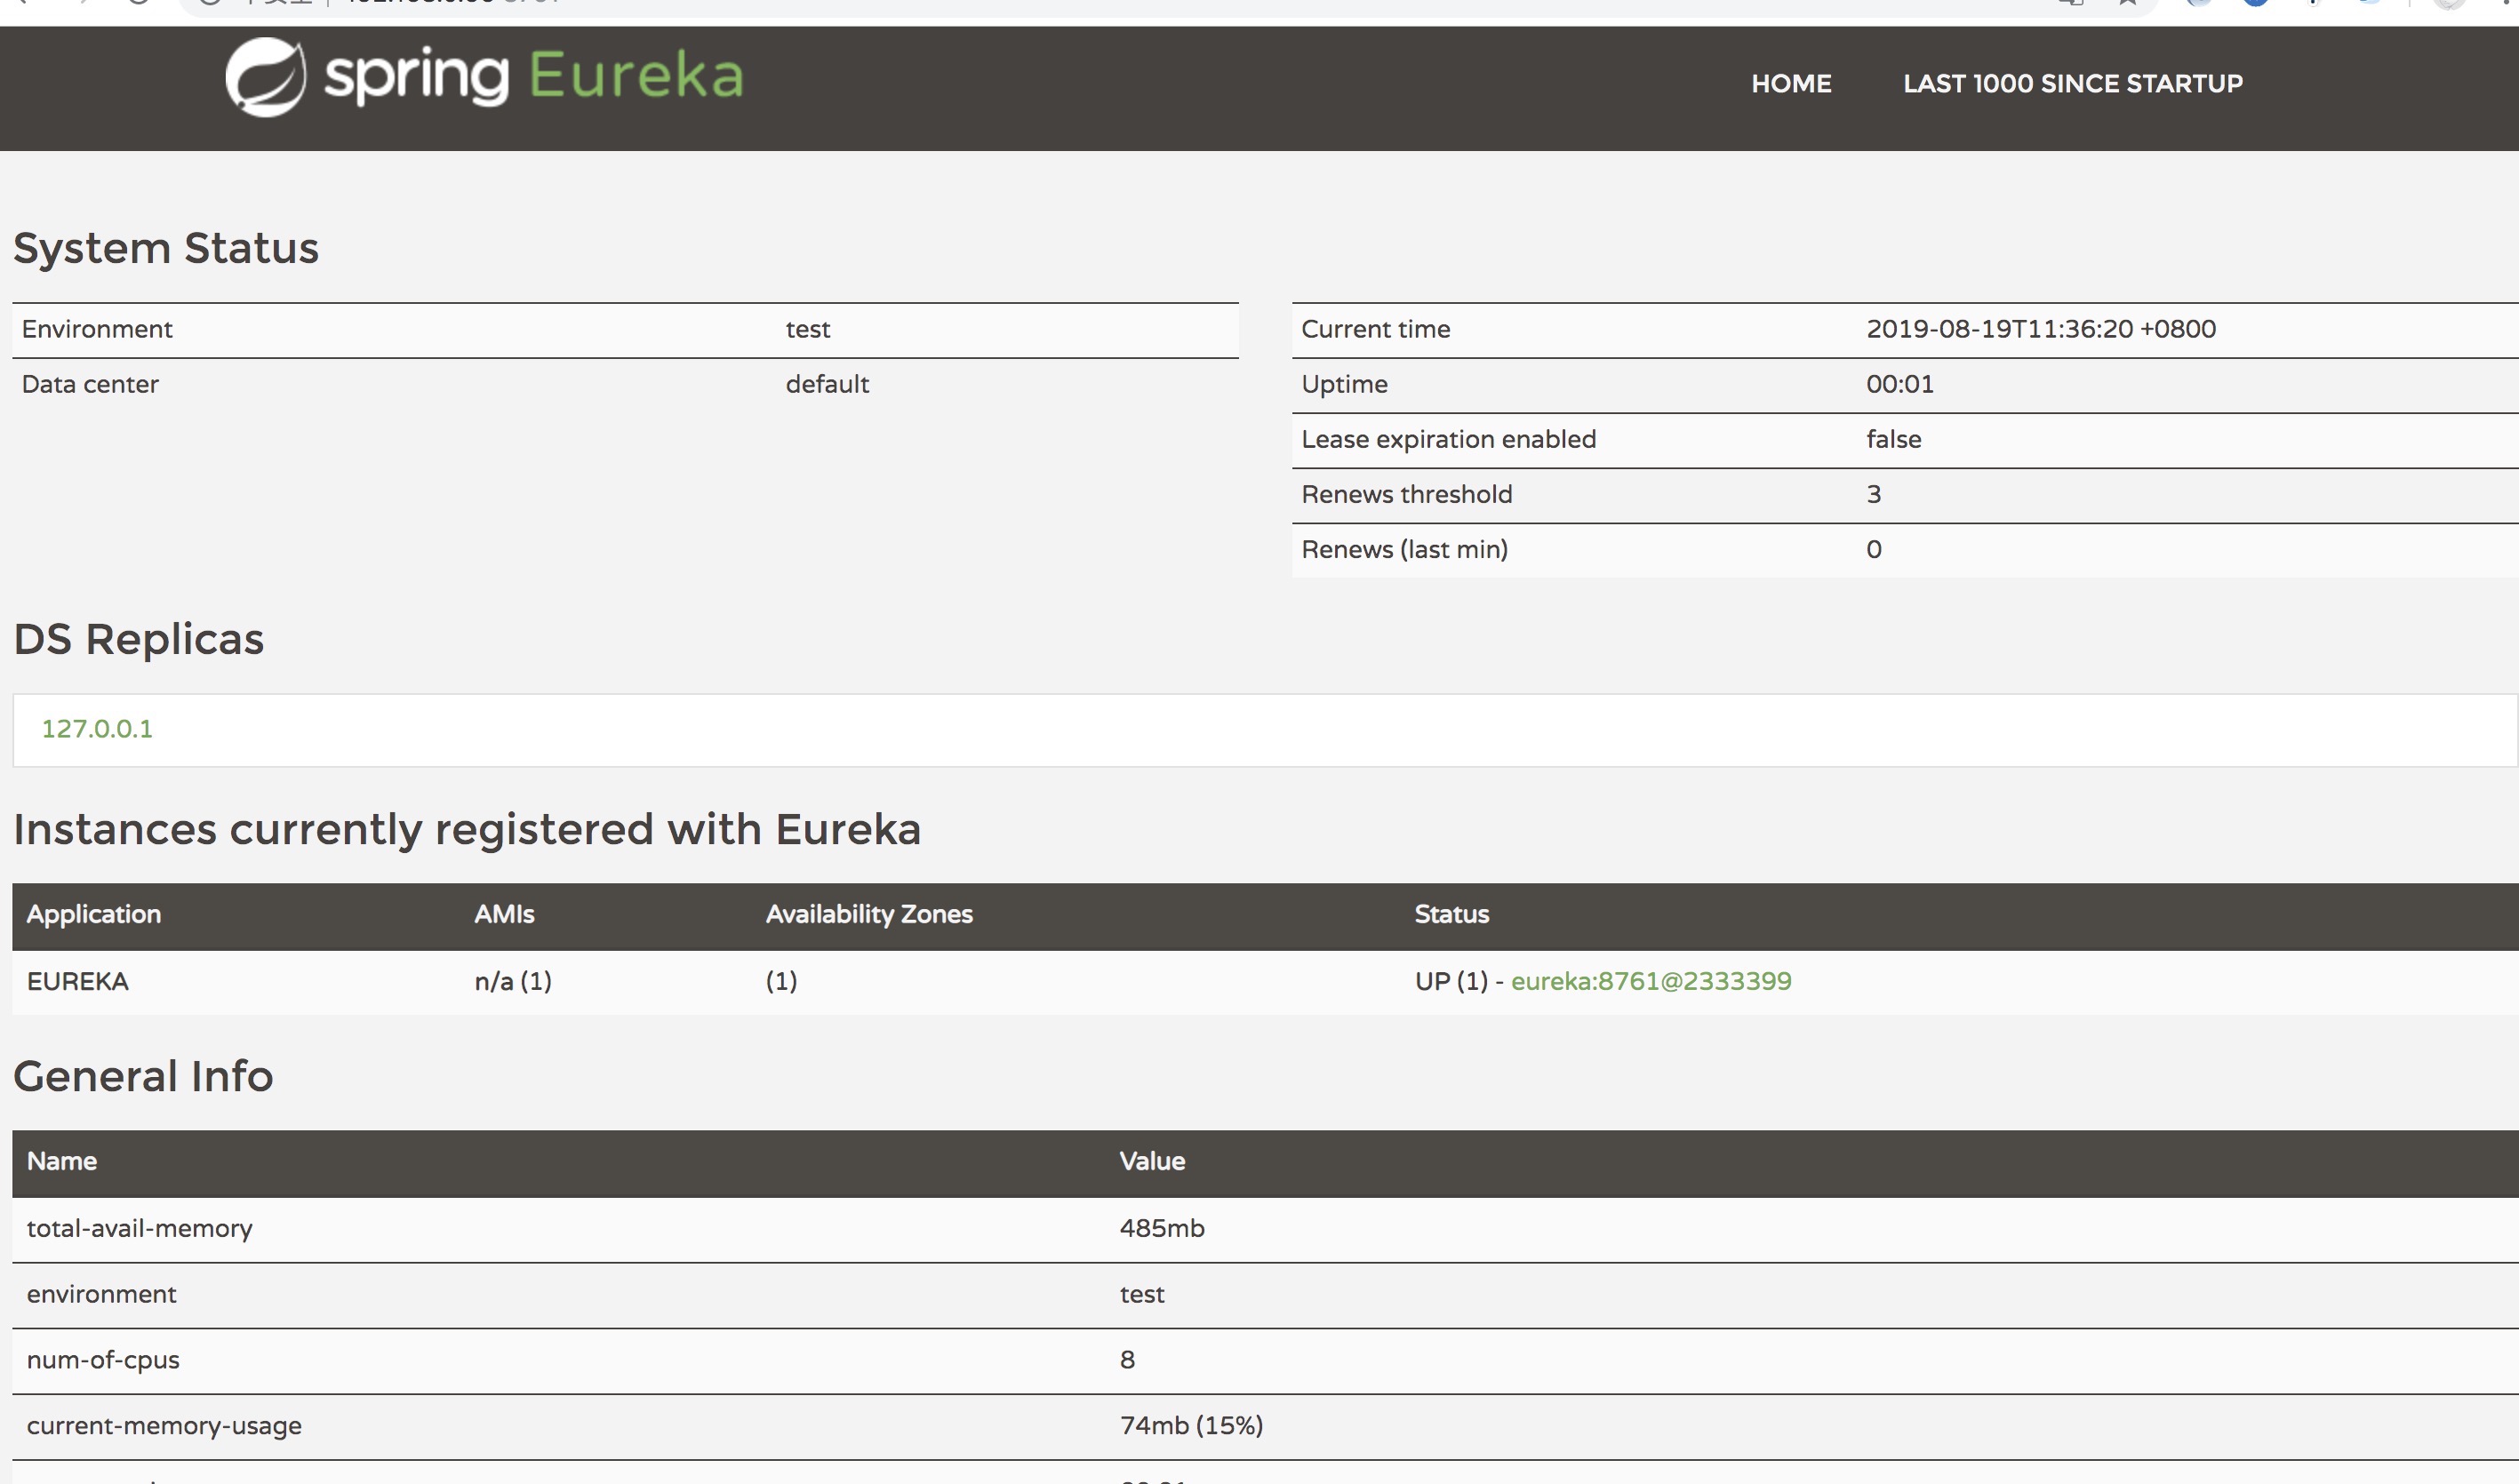 spring Eureka
HOME LAST 1000 SINCE STARTUP
System Status
Environment test
Data center default
Current time 2019-08-19T11:36:20 +0800
Uptime 00:01
Lease expiration enabled false
Renews threshold 3
Renews (last min) 0
DS Replicas
127.0.0.1
Instances currently registered with Eureka
Application AMIs Availability Zones Status
EUREKA n/a (1) (1) UP (1) - eureka:8761@2333399
General Info
Name Value
total-avail-memory 485mb
environment test
num-of-cpus 8
current-memory-usage 74mb (15%)